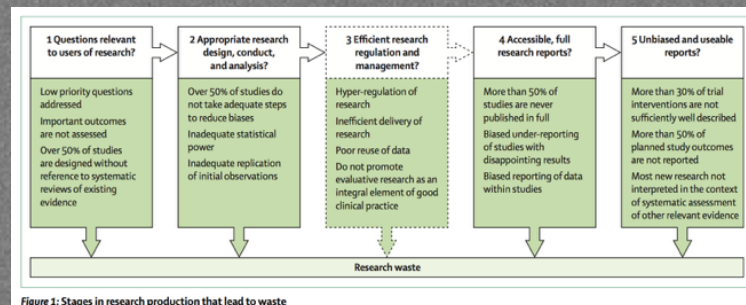 1 Questions relevant
to users of research?
Low priority questions
addressed
Important outcomes
are not assessed
Over 50% of studies
are designed without
reference to systematic
reviews of existing
evidence
2 Appropriate research
design, conduct,
and analysis?
Over 50% of studies do
not take adequate steps
to reduce biases
Inadequate statistical
power
Inadequate replication
of initial observations
3 Efficient research
regulation and
management?
Hyper-regulation of
research
Inefficient delivery of
research
Poor reuse of data
Do not promote
evaluative research as an
integral element of good
clinical practice
4 Accessible, full
research reports?
More than 50% of
studies are never
published in full
Biased under-reporting
of studies with
disappointing results
Biased reporting of data
within studies
5 Unbiased and useable
reports?
More than 30% of trial
interventions are not
sufficiently well described
More than 50% of
planned study outcomes
are not reported
Most new research not
interpreted in the context
of systematic assessment
of other relevant evidence
Research waste
Figure 1: Stages in research production that lead to waste